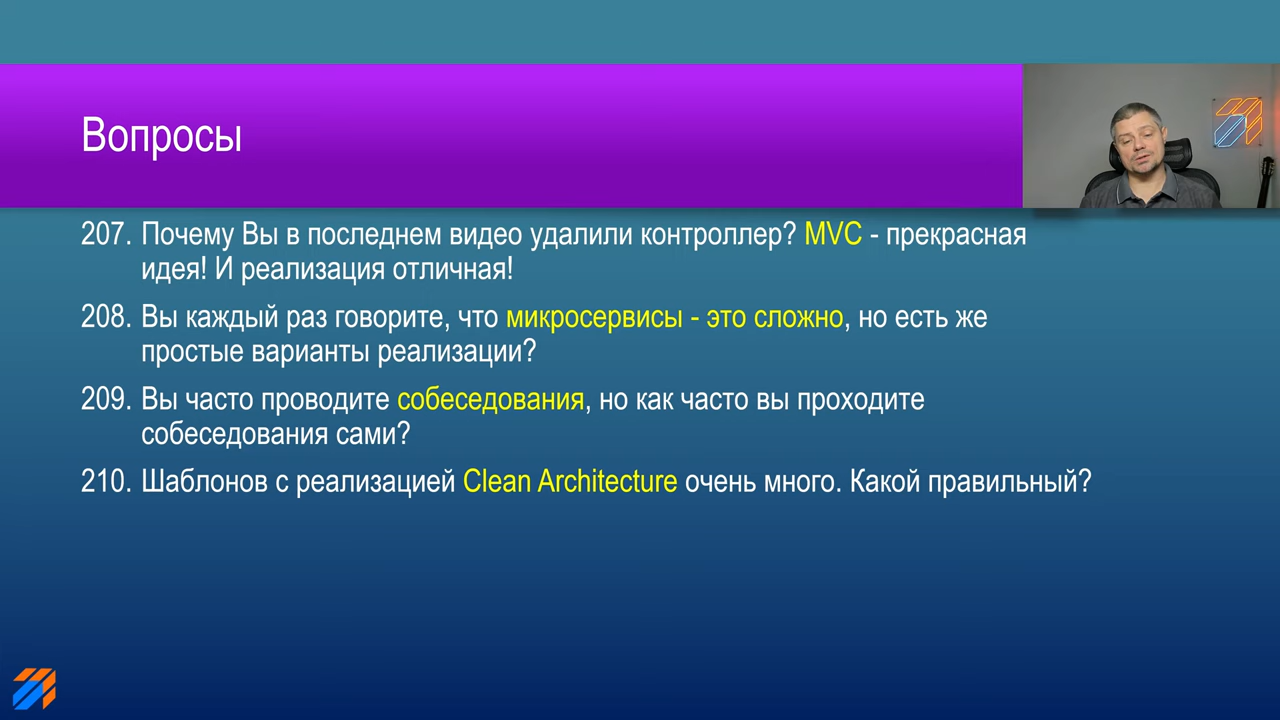 Вопросы
207. Почему Вы в последнем видео удалили контроллер? MVC - прекрасная
идея! И реализация отличная!
208. Вы каждый раз говорите, что микросервисы - это сложно, но есть же
простые варианты реализации?
209. Вы часто проводите собеседования, но как часто вы проходите
собеседования сами?
210. Шаблонов с реализацией Clean Architecture очень много. Какой правильный?